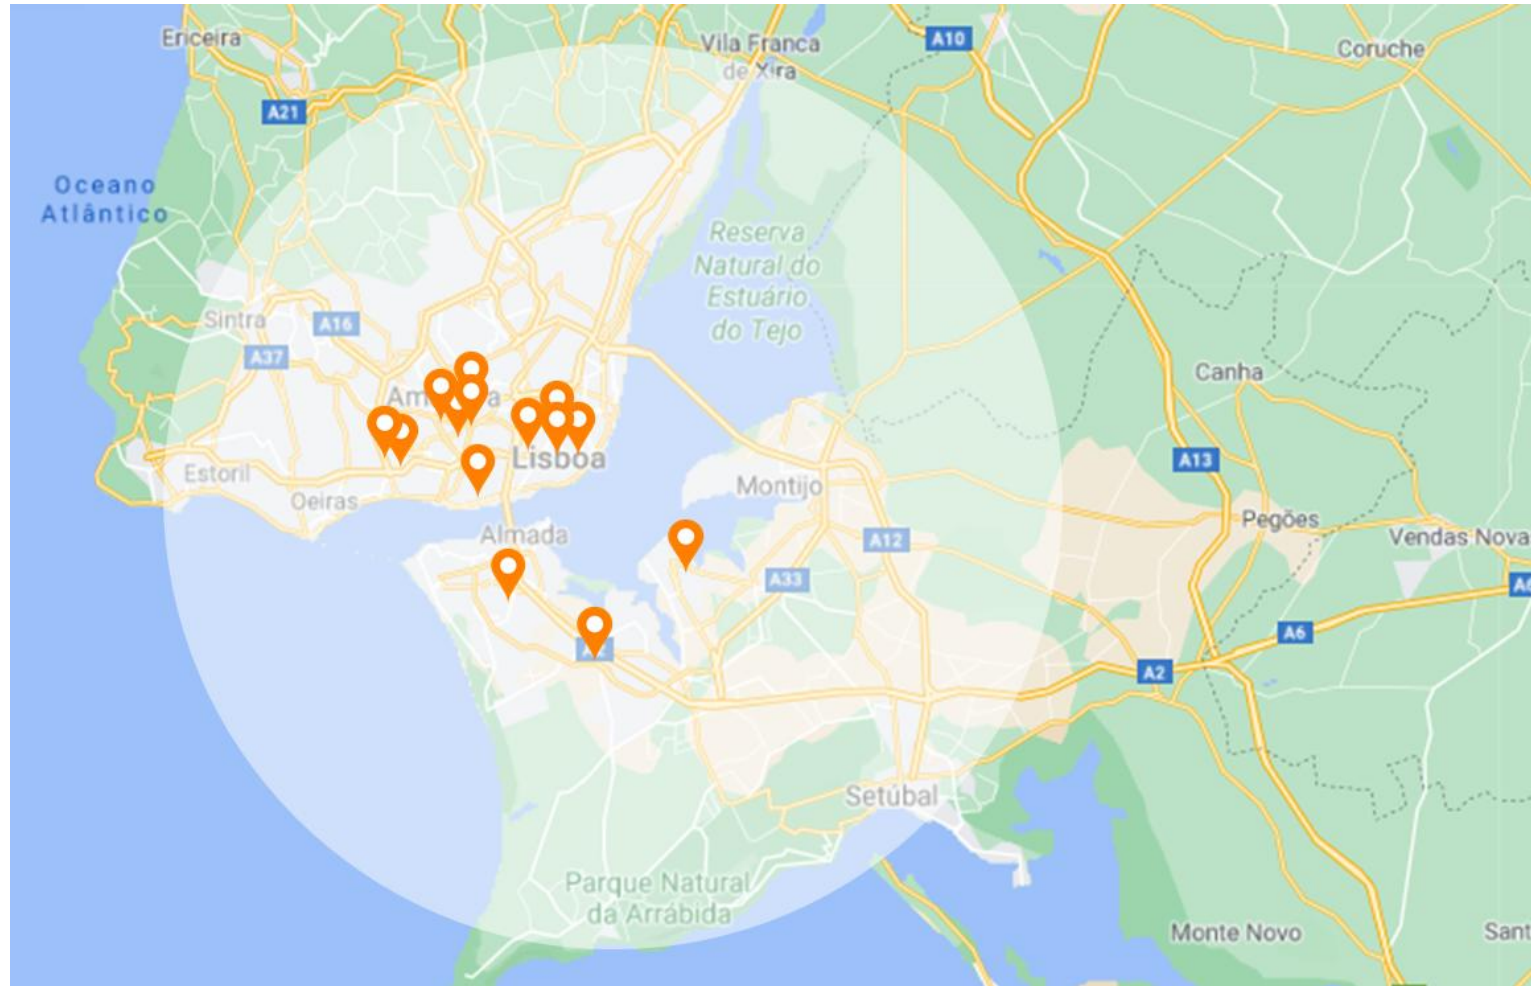 Ericeira
Vila Franca
de Xira
A10
Coruche
A21
Oceano
Atlântico
Reserva
Natural do
Estuário
do Tejo
Sintra
A16
A37
Canha
Lisboa
Estoril
Oeiras
Montijo
A13
Pegões
Almada
A12
Vendas Nova
A33
A6
A2
Setúbal
Parque Natural
da Arrábida
Monte Novo
Sant